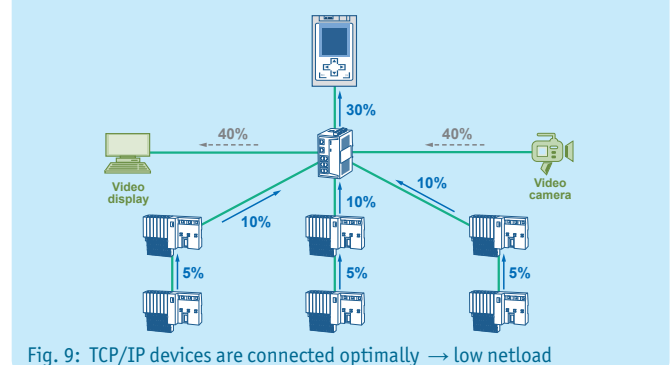 30%
40%
40%
Video
display
Video
camera
10%
10%
10%
5%
5%
5%
Fig. 9: TCP/IP devices are connected optimally → low netload